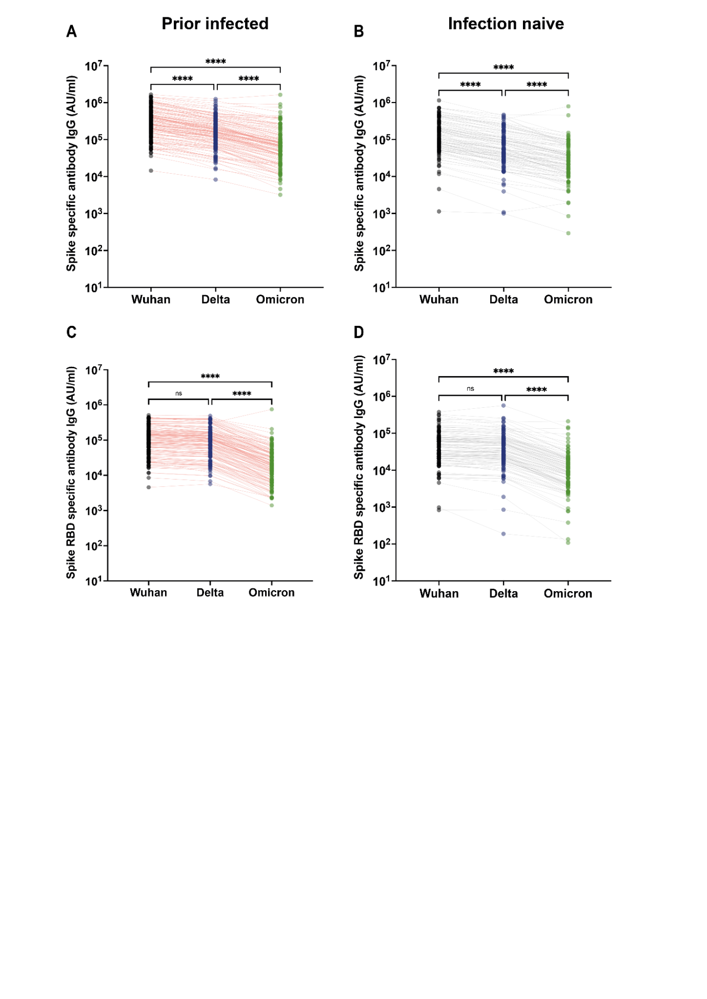 Prior infected
Infection naive
A
B
Spike specific antibody IgG (AU/ml)
10⁷
10⁶
10⁵
10⁴
10³
10²
10¹
****
****
****
Wuhan Delta Omicron
Spike specific antibody IgG (AU/ml)
10⁷
10⁶
10⁵
10⁴
10³
10²
10¹
****
****
****
Wuhan Delta Omicron
C
D
Spike RBD specific antibody IgG (AU/ml)
10⁷
10⁶
10⁵
10⁴
10³
10²
10¹
****
ns
****
Wuhan Delta Omicron
Spike RBD specific antibody IgG (AU/ml)
10⁷
10⁶
10⁵
10⁴
10³
10²
10¹
****
ns
****
Wuhan Delta Omicron